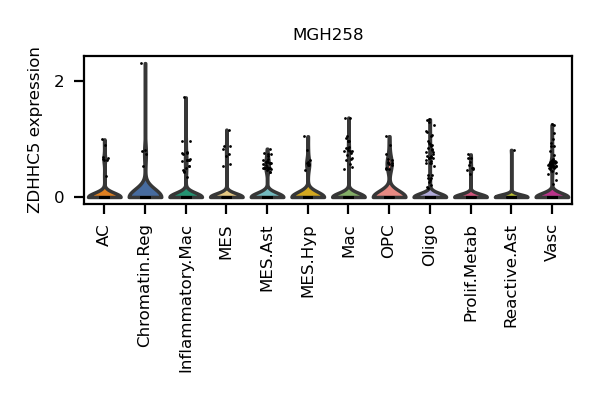 MGH258
ZDHHC5 expression
2
0
AC
Chromatin.Reg
Inflammatory.Mac
MES
MES.Ast
MES.Hyp
Mac
OPC
Oligo
Prolif.Metab
Reactive.Ast
Vasc